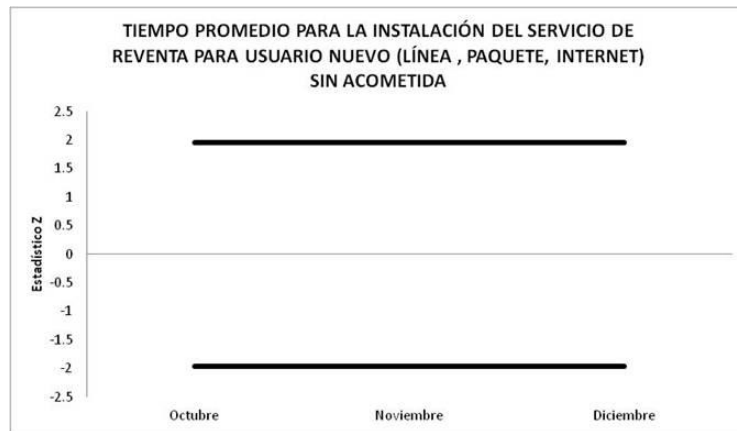 TIEMPO PROMEDIO PARA LA INSTALACIÓN DEL SERVICIO DE
REVENTA PARA USUARIO NUEVO (LÍNEA , PAQUETE, INTERNET)
SIN ACOMETIDA
Estadístico Z
2.5
2
1.5
1
0.5
0
-0.5
-1
-1.5
-2
-2.5
Octubre Noviembre Diciembre